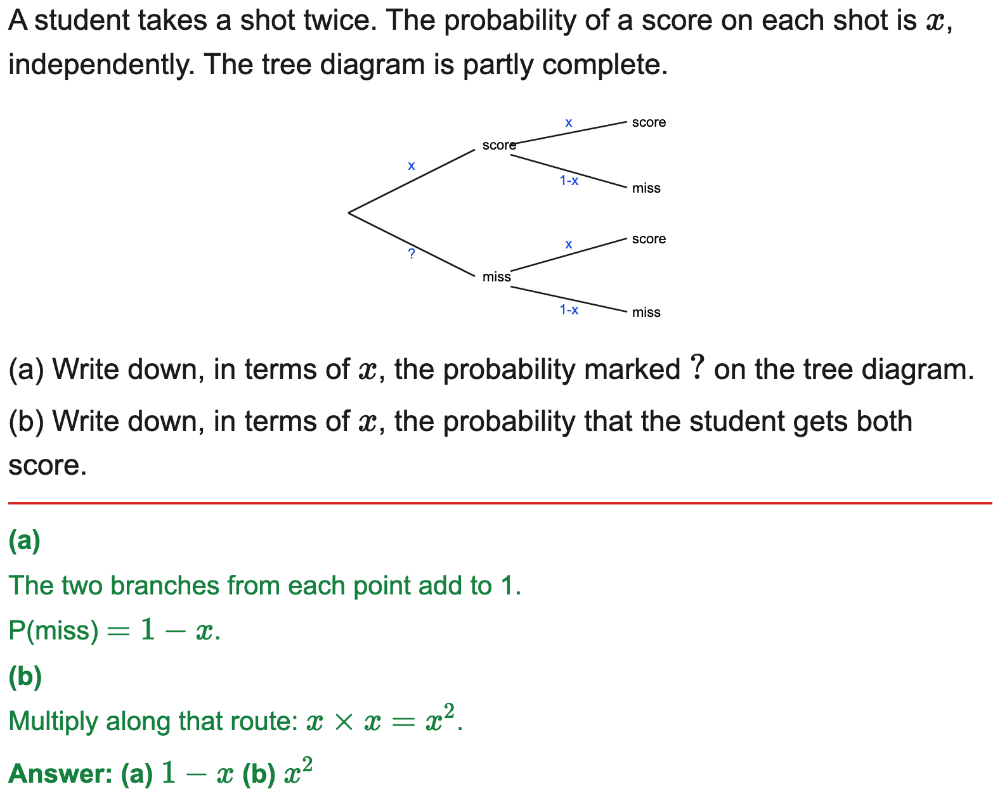 A student takes a shot twice. The probability of a score on each shot is x,
independently. The tree diagram is partly complete.
x
score
score
x
1-x
miss
x
score
?
miss
1-x
miss
(a) Write down, in terms of x, the probability marked ? on the tree diagram.
(b) Write down, in terms of x, the probability that the student gets both
score.
(a)
The two branches from each point add to 1.
P(miss) = 1 − x.
(b)
Multiply along that route: x × x = x².
Answer: (a) 1 − x (b) x²